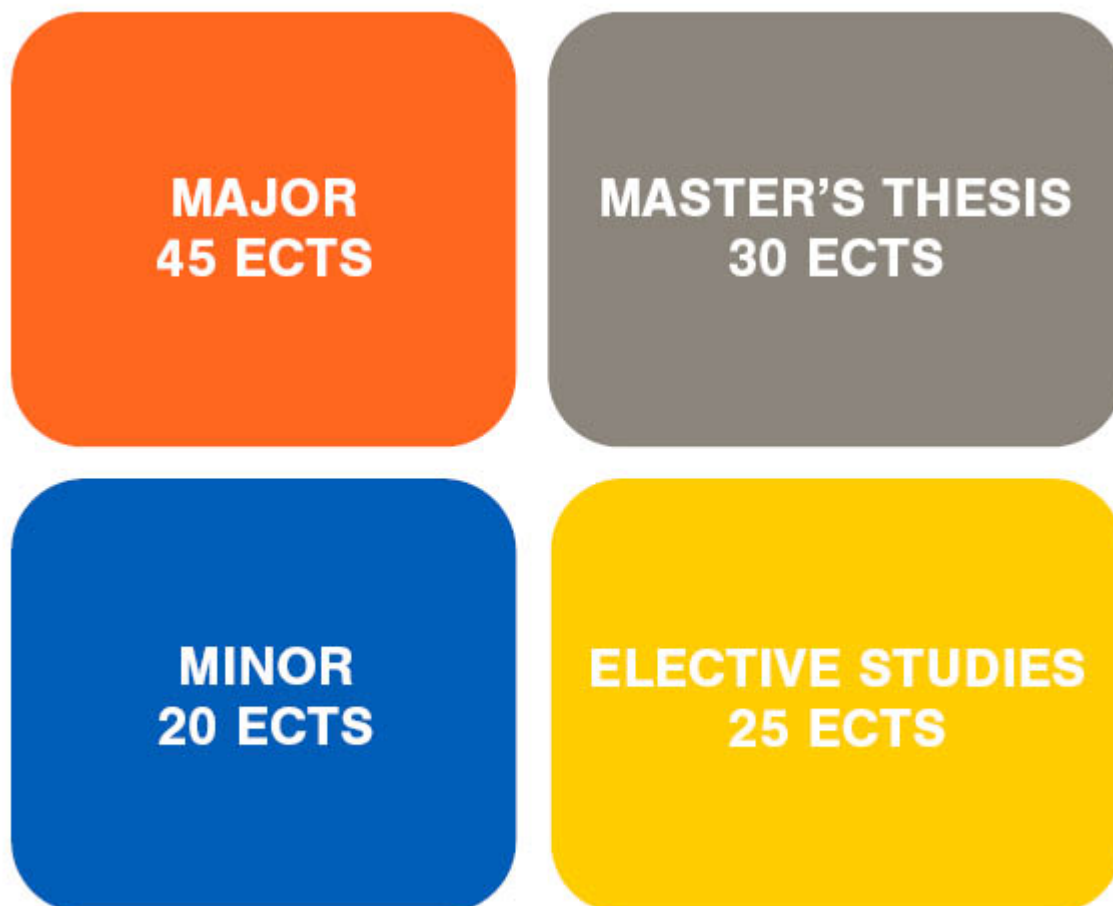 MAJOR
45 ECTS
MASTER’S THESIS
30 ECTS
MINOR
20 ECTS
ELECTIVE STUDIES
25 ECTS